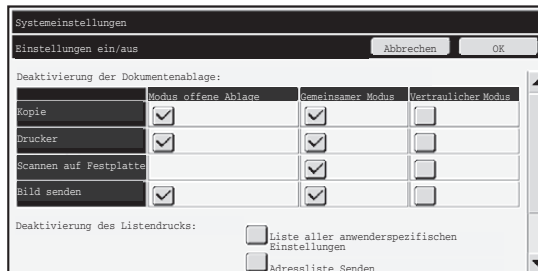 Systemeinstellungen
Einstellungen ein/aus
Abbrechen
OK
Deaktivierung der Dokumentenablage:
Modus offene Ablage Gemeinsamer Modus Vertraulicher Modus
Kopie
Drucker
Scannen auf Festplatte
Bild senden
Deaktivierung des Listendrucks:
Liste aller anwenderspezifischen
Einstellungen
Adressliste Senden